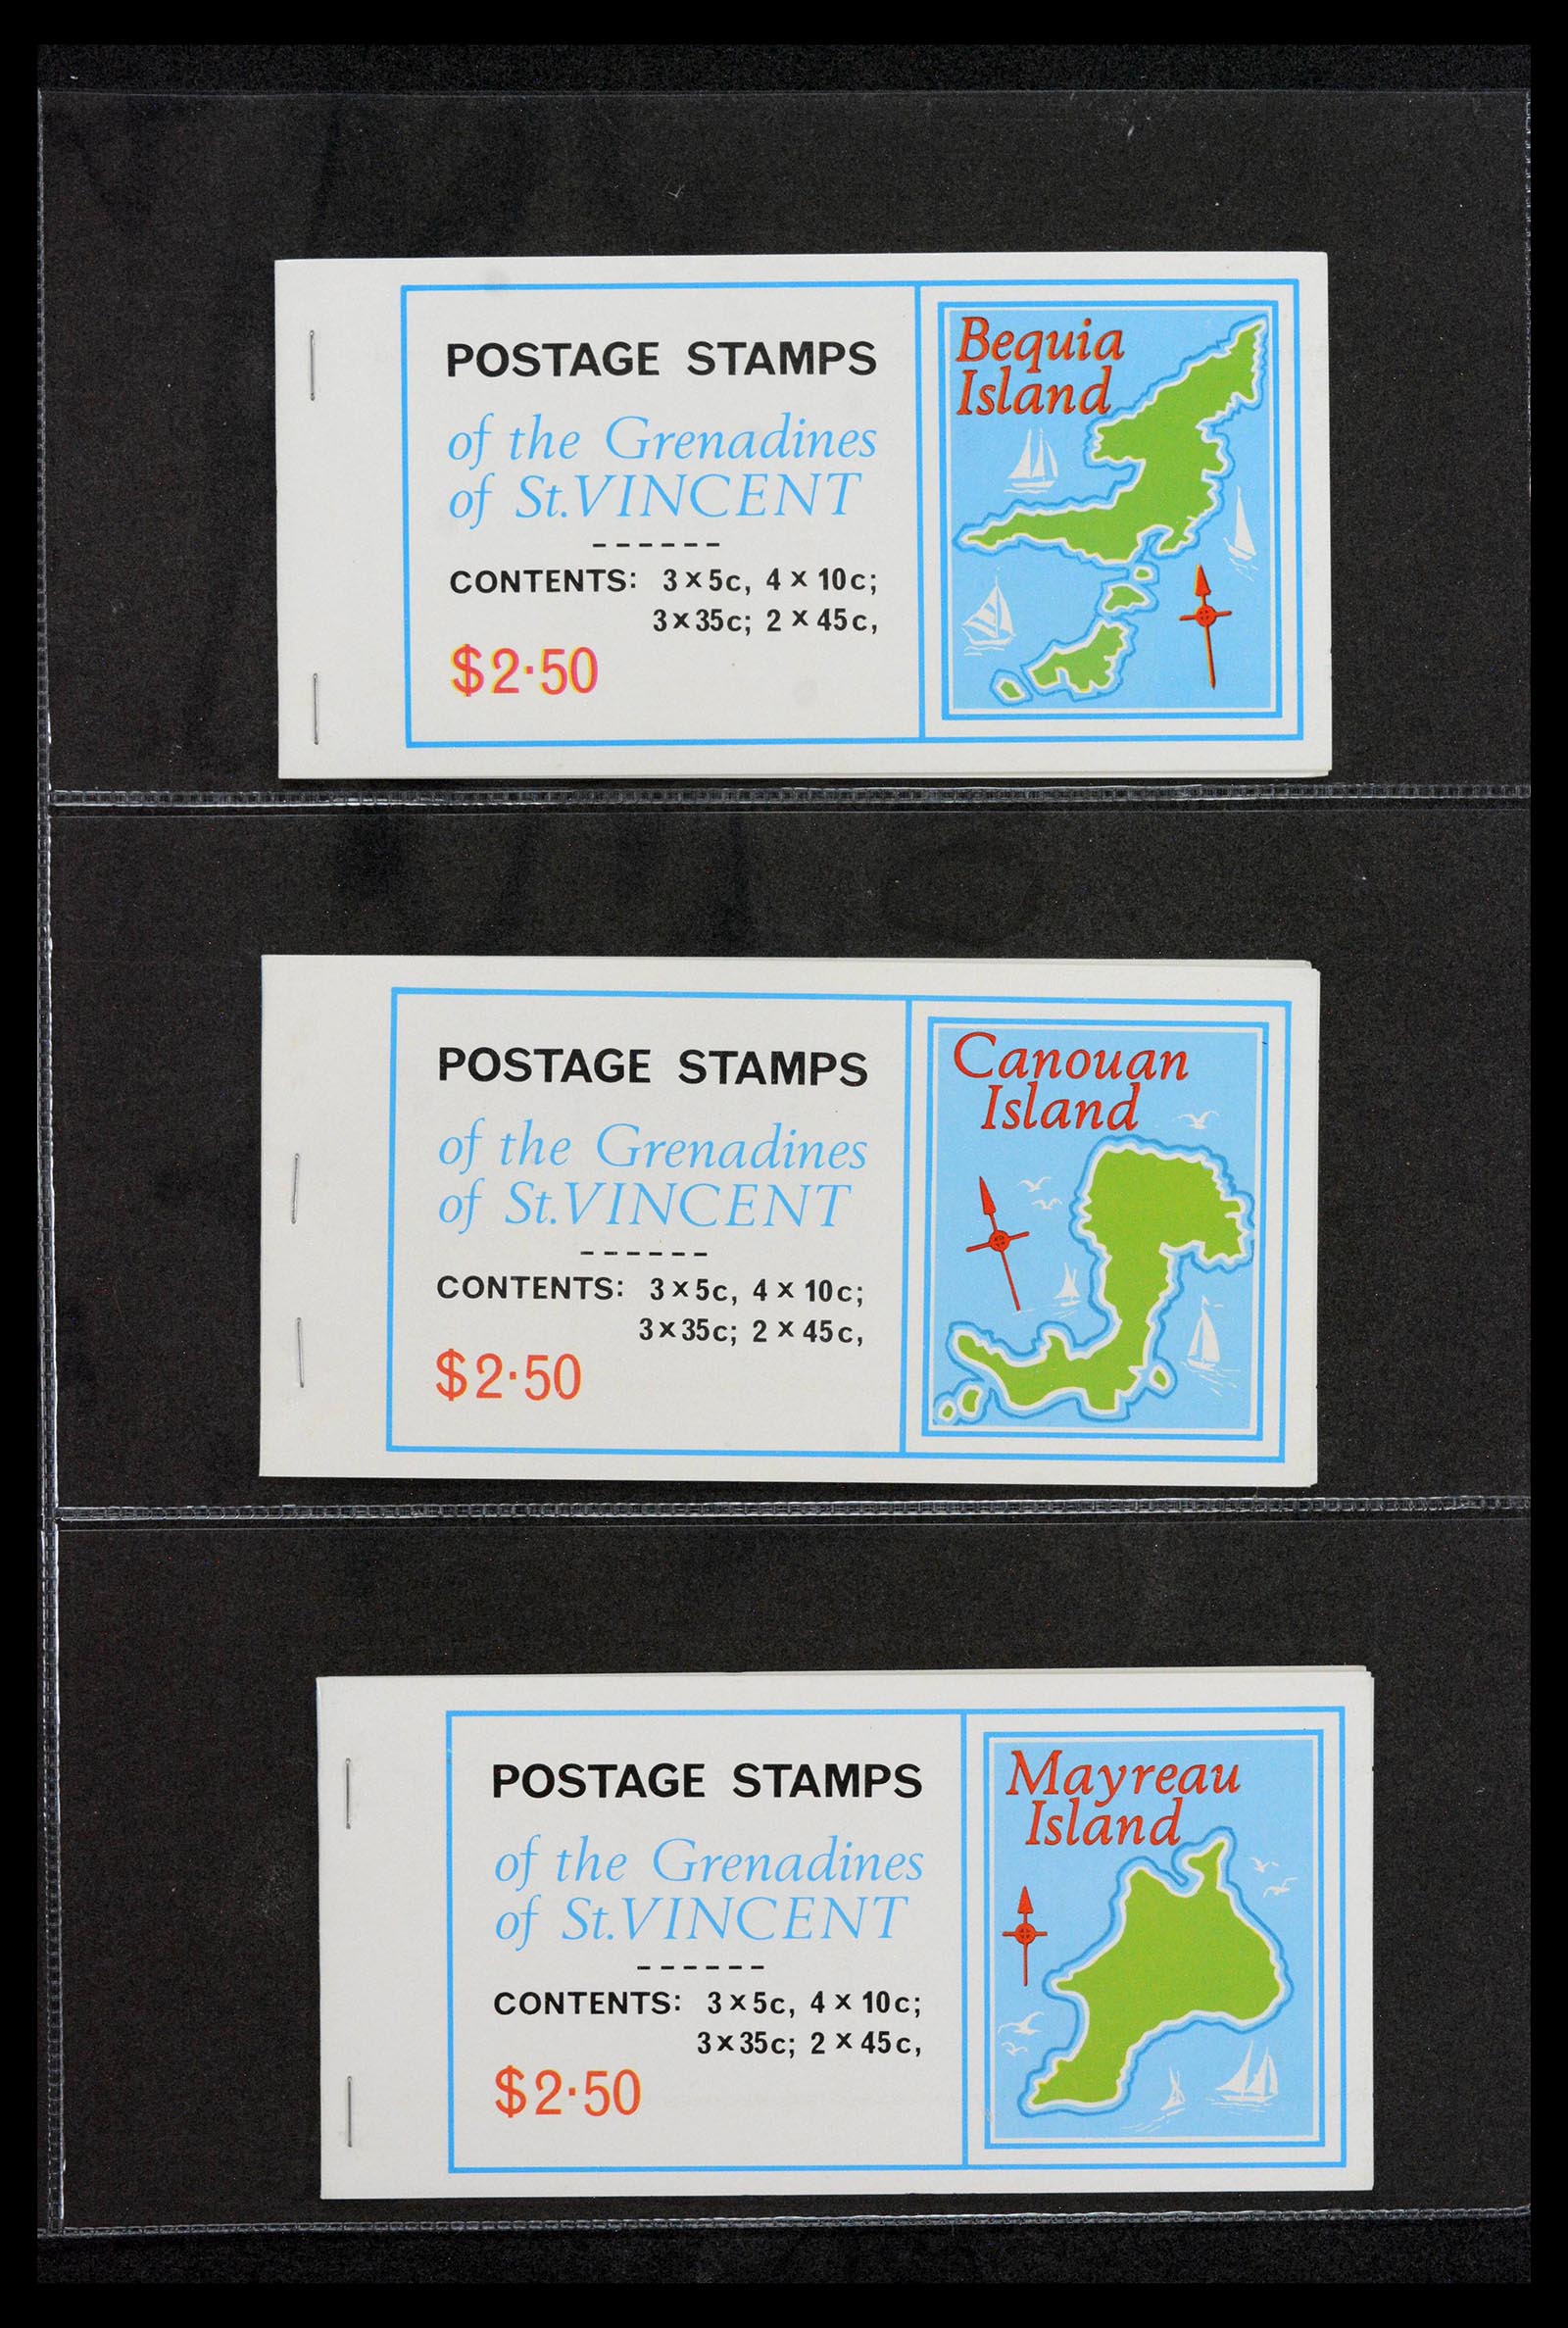 POSTAGE STAMPS
of the Grenadines
of St. VINCENT
------
CONTENTS: 3 x 5c, 4 x 10c;
3 x 35c; 2 x 45c,
$2·50
Bequia
Island
POSTAGE STAMPS
of the Grenadines
of St. VINCENT
------
CONTENTS: 3 x 5c, 4 x 10c;
3 x 35c; 2 x 45c,
$2·50
Canouan
Island
POSTAGE STAMPS
of the Grenadines
of St. VINCENT
------
CONTENTS: 3 x 5c, 4 x 10c;
3 x 35c; 2 x 45c,
$2·50
Mayreau
Island